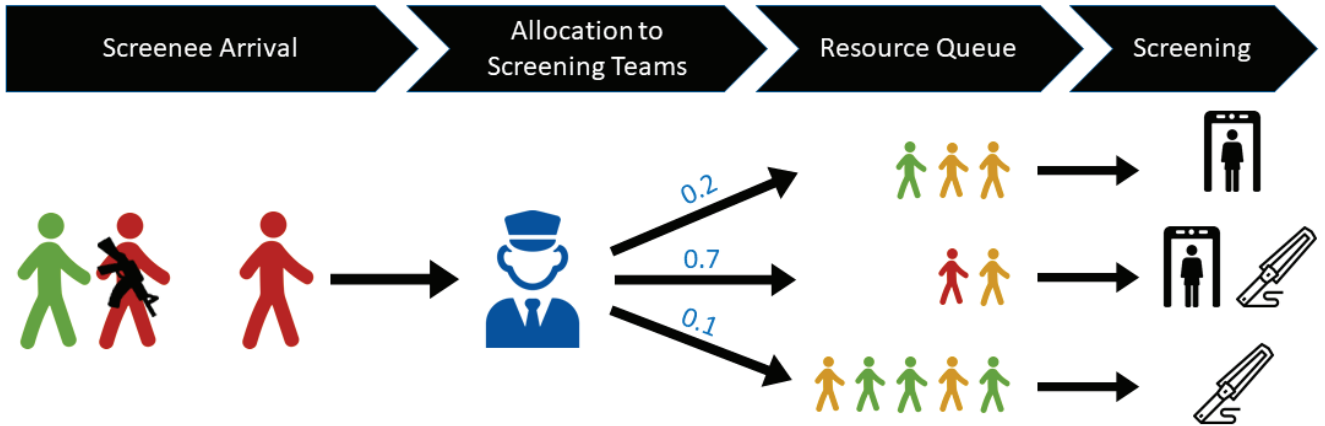 Screenee Arrival
Allocation to
Screening Teams
Resource Queue
Screening
0.2
0.7
0.1